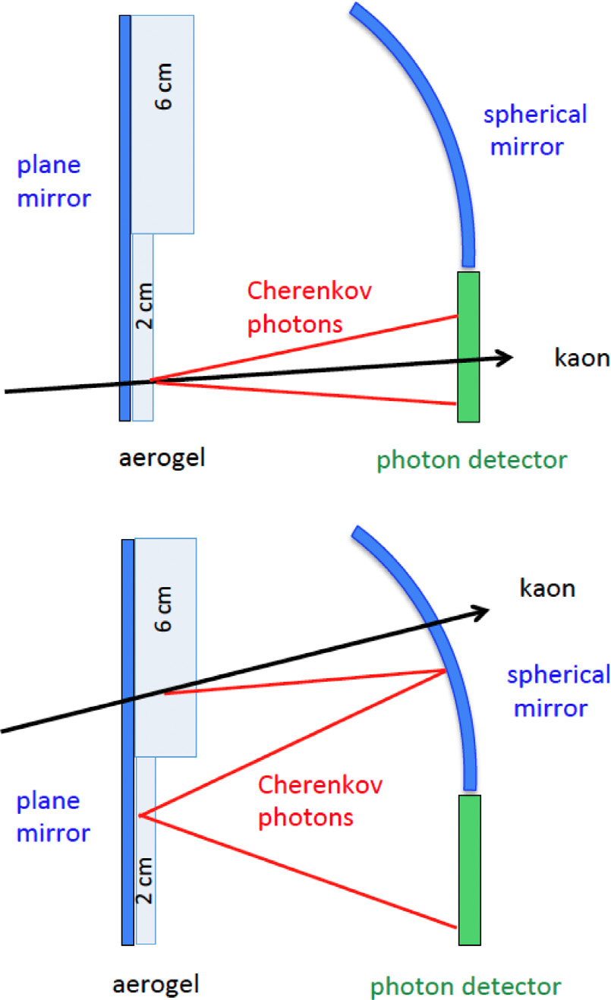 6 cm
spherical
mirror
plane
mirror
2 cm
Cherenkov
photons
kaon
aerogel
photon detector
kaon
6 cm
spherical
mirror
Cherenkov
photons
plane
mirror
2 cm
aerogel
photon detector